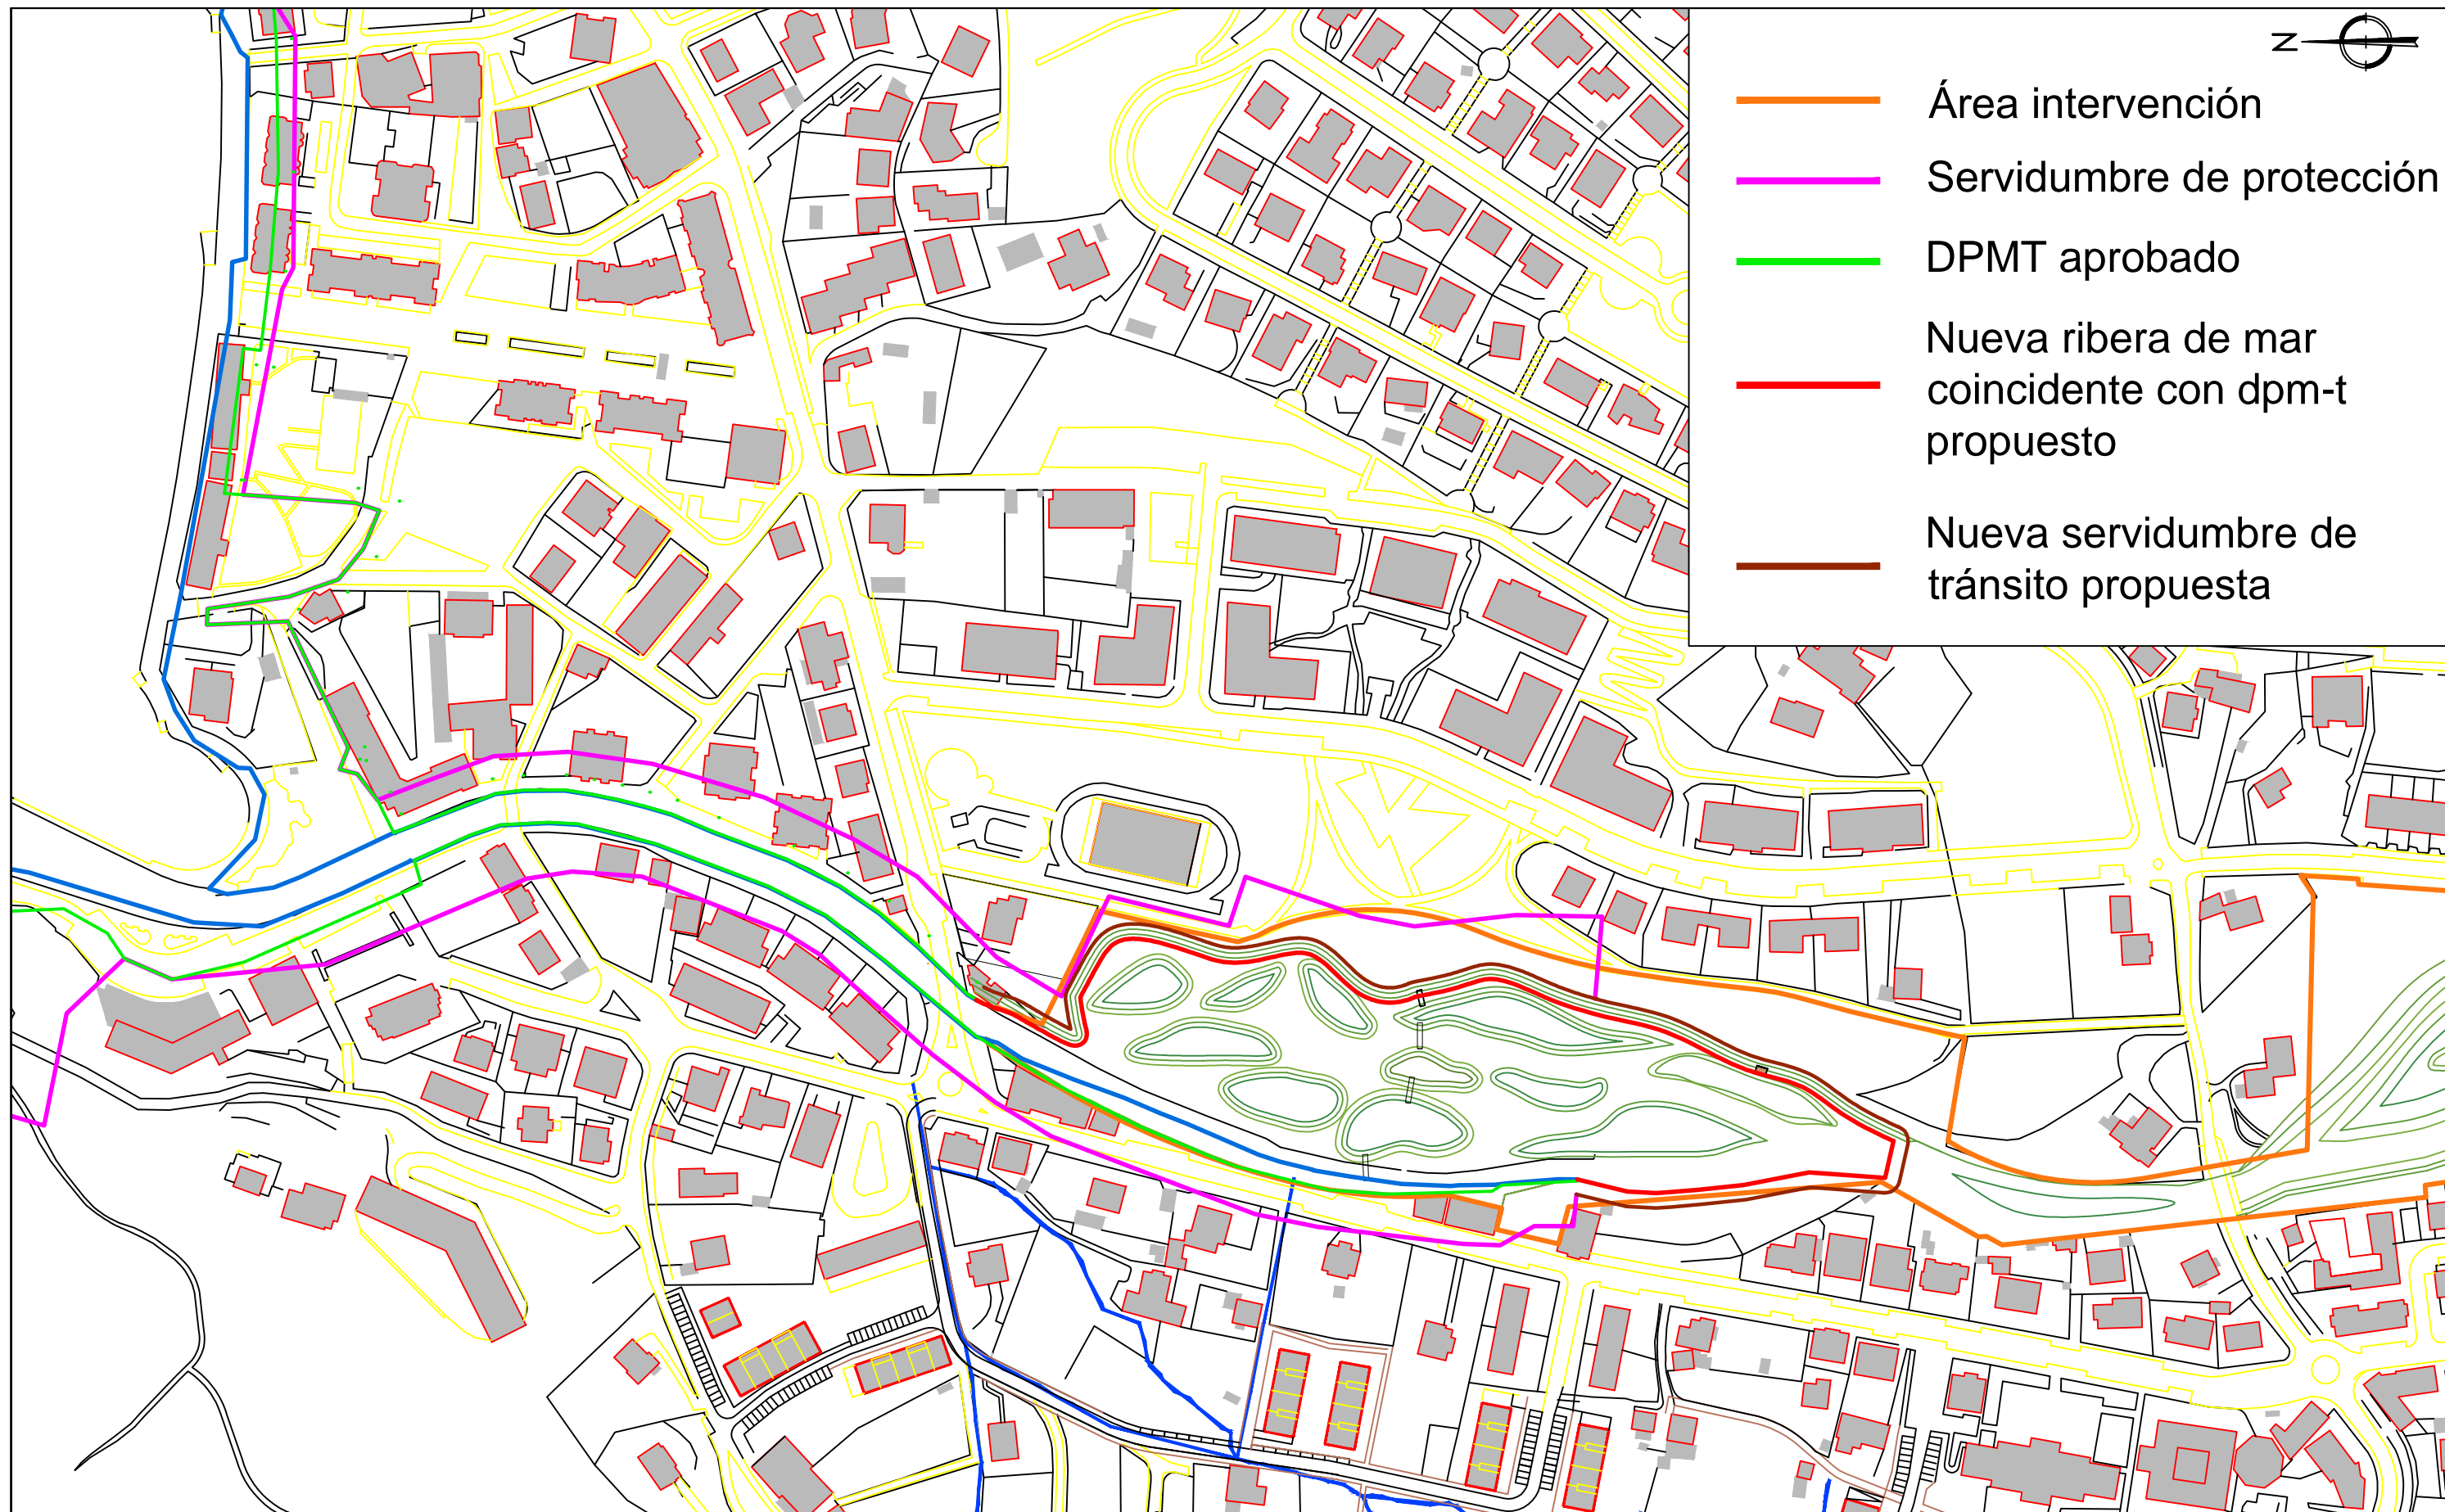 N
Área intervención
Servidumbre de protección
DPMT aprobado
Nueva ribera de mar
coincidente con dpm-t
propuesto
Nueva servidumbre de
tránsito propuesta